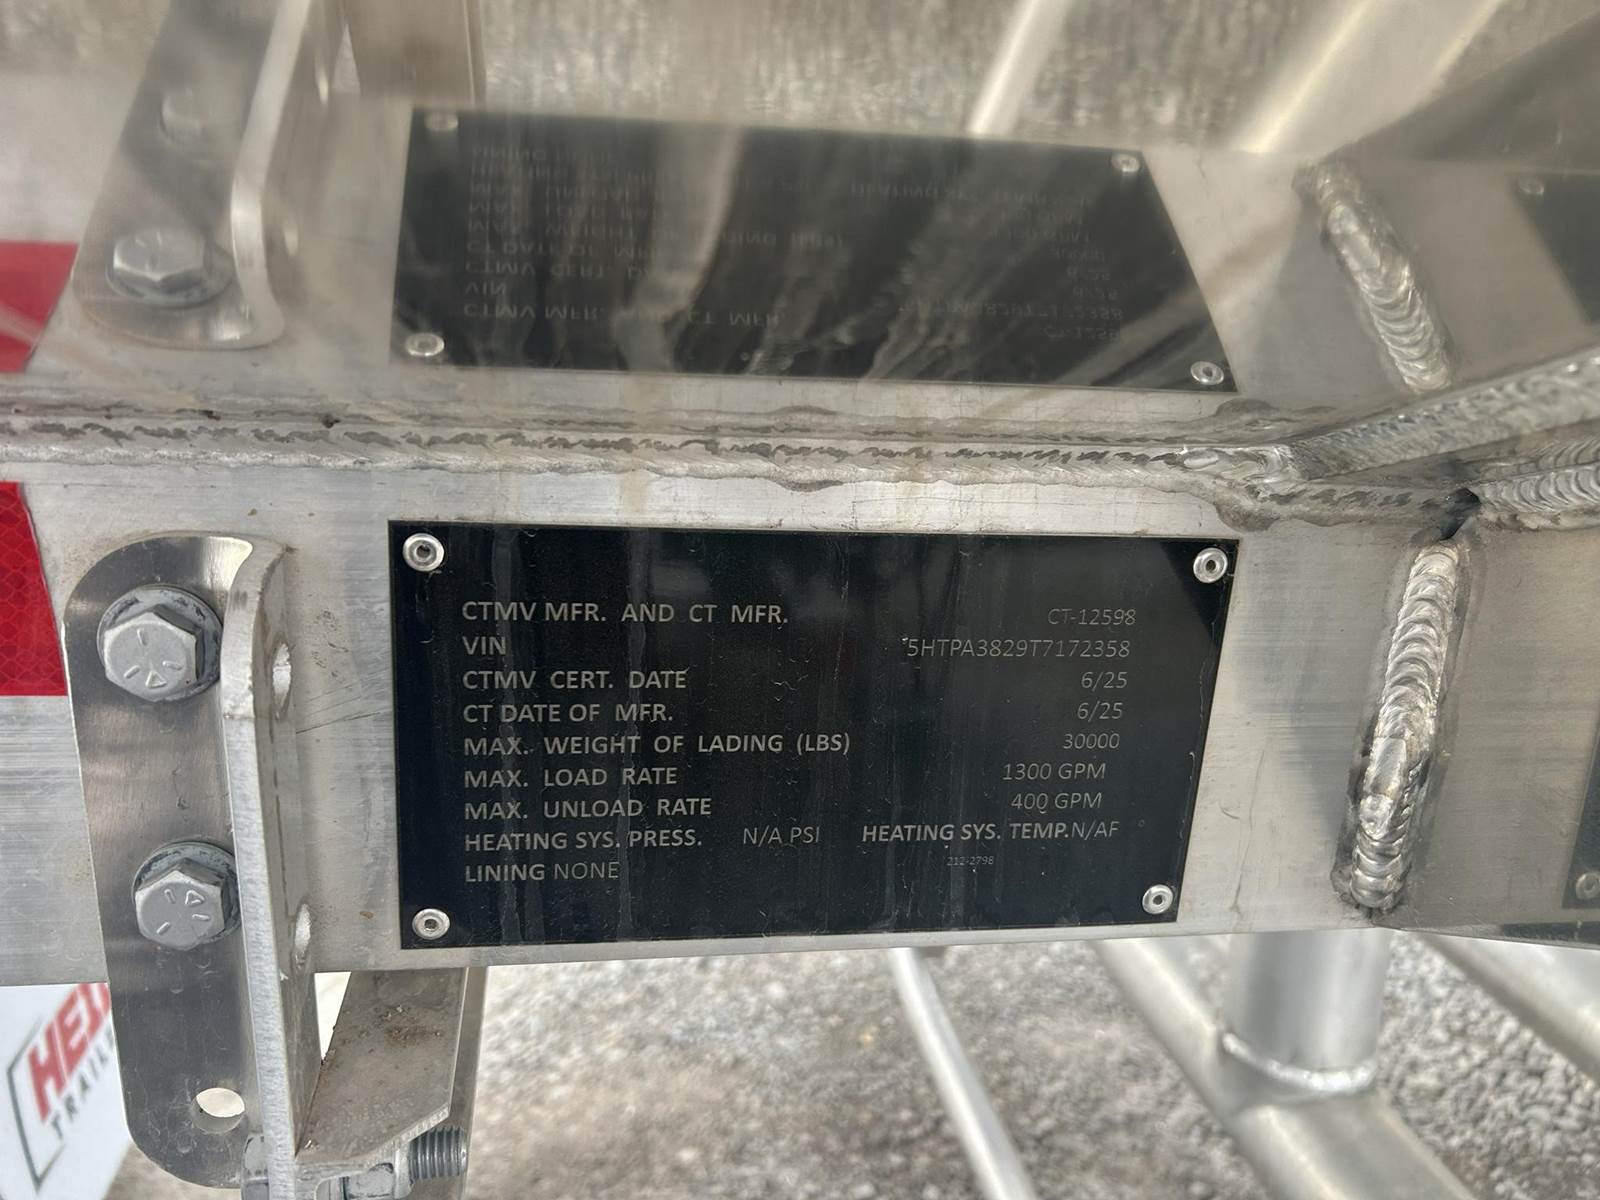 CTMV MFR. AND CT MFR. CT-12598
VIN 5HTPA3829T7172358
CTMV CERT. DATE 6/25
CT DATE OF MFR. 6/25
MAX. WEIGHT OF LADING (LBS) 30000
MAX. LOAD RATE 1300 GPM
MAX. UNLOAD RATE 400 GPM
HEATING SYS. PRESS. N/A PSI HEATING SYS. TEMP. N/AF
212-2798
LINING NONE